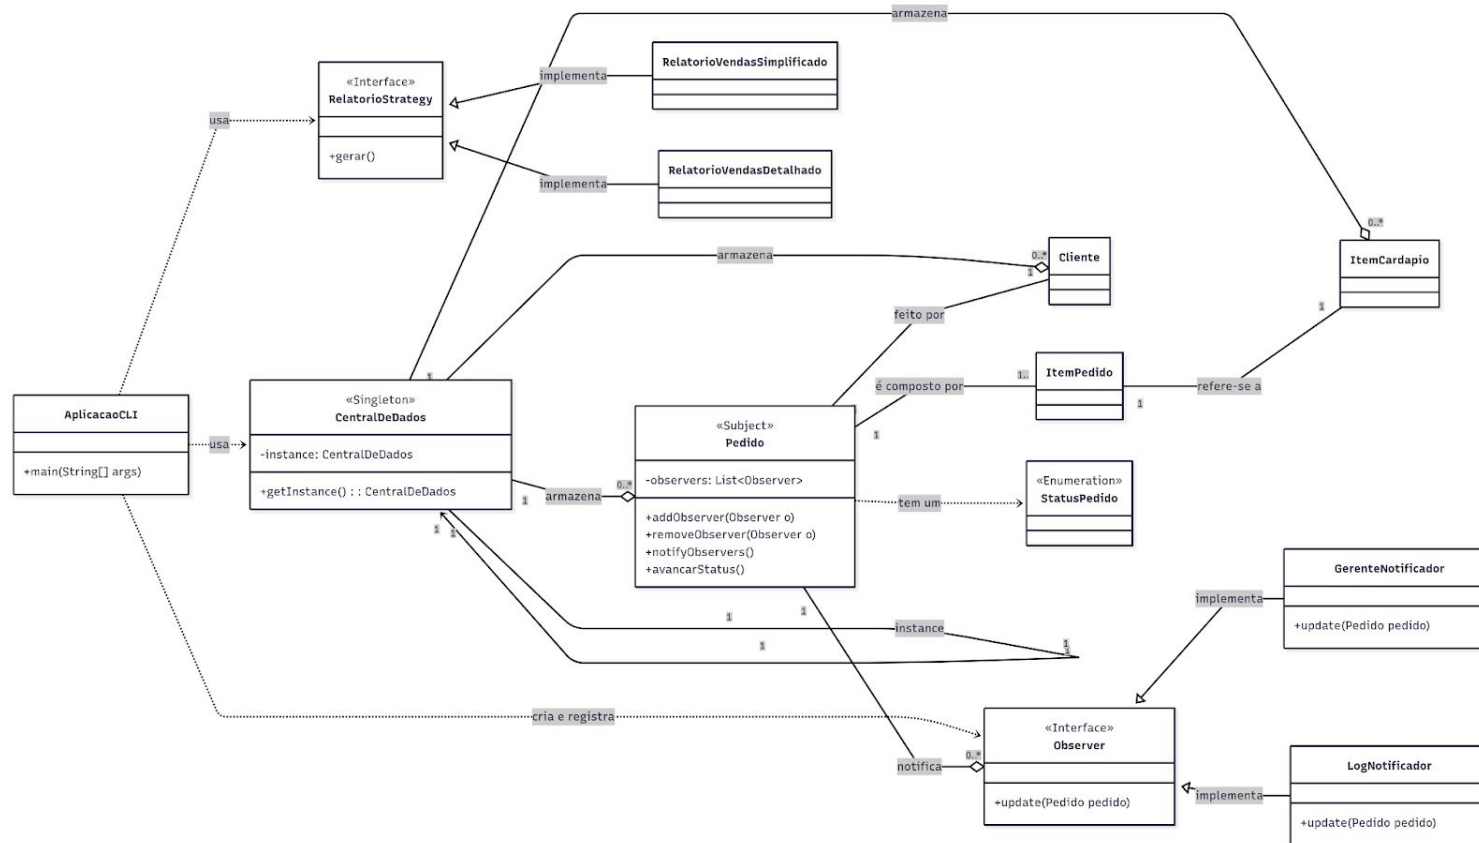 armazena
«Interface»
RelatorioStrategy
+gerar()
implementa
RelatorioVendasSimplificado
usa
implementa
RelatorioVendasDetalhado
0..*
ItemCardapio
1
armazena
0..*
1
Cliente
feito por
AplicacaoCLI
+main(String[] args)
usa
1
«Singleton»
CentralDeDados
-instance: CentralDeDados
+getInstance() : : CentralDeDados
1
armazena
0..*
1
1
«Subject»
Pedido
-observers: List<Observer>
+addObserver(Observer o)
+removeObserver(Observer o)
+notifyObservers()
+avancarStatus()
é composto por
1
1..
ItemPedido
1
refere-se a
tem um
«Enumeration»
StatusPedido
1
1
instance
1
1
1
notifica
0..*
cria e registra
«Interface»
Observer
+update(Pedido pedido)
implementa
GerenteNotificador
+update(Pedido pedido)
implementa
LogNotificador
+update(Pedido pedido)